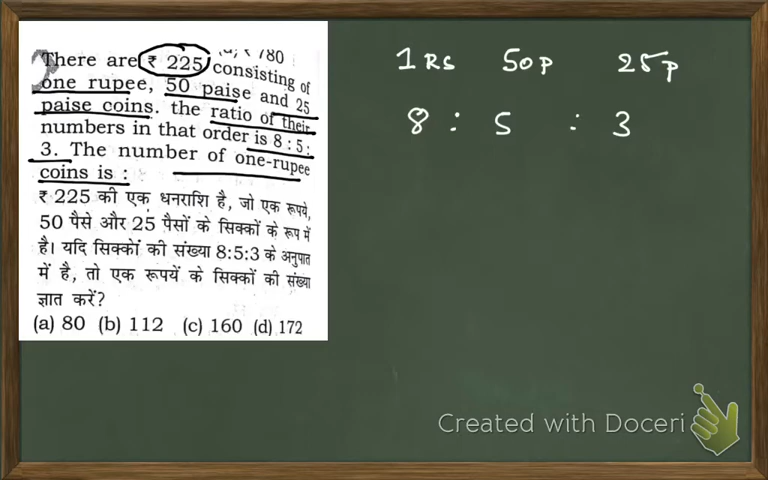 (d) ₹ 780
There are ₹ 225 consisting of
one rupee, 50 paise and 25
paise coins. the ratio of their
numbers in that order is 8 : 5 :
3. The number of one-rupee
coins is :
₹ 225 की एक धनराशि है, जो एक रूपये,
50 पैसे और 25 पैसों के सिक्कों के रूप में
है। यदि सिक्कों की संख्या 8:5:3 के अनुपात
में है, तो एक रूपयें के सिक्कों की संख्या
ज्ञात करें?
(a) 80 (b) 112 (c) 160 (d) 172
1 RS 50 P 25 P
8 : 5 : 3
Created with Doceri